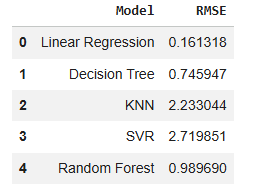 Model RMSE
0 Linear Regression 0.161318
1 Decision Tree 0.745947
2 KNN 2.233044
3 SVR 2.719851
4 Random Forest 0.989690